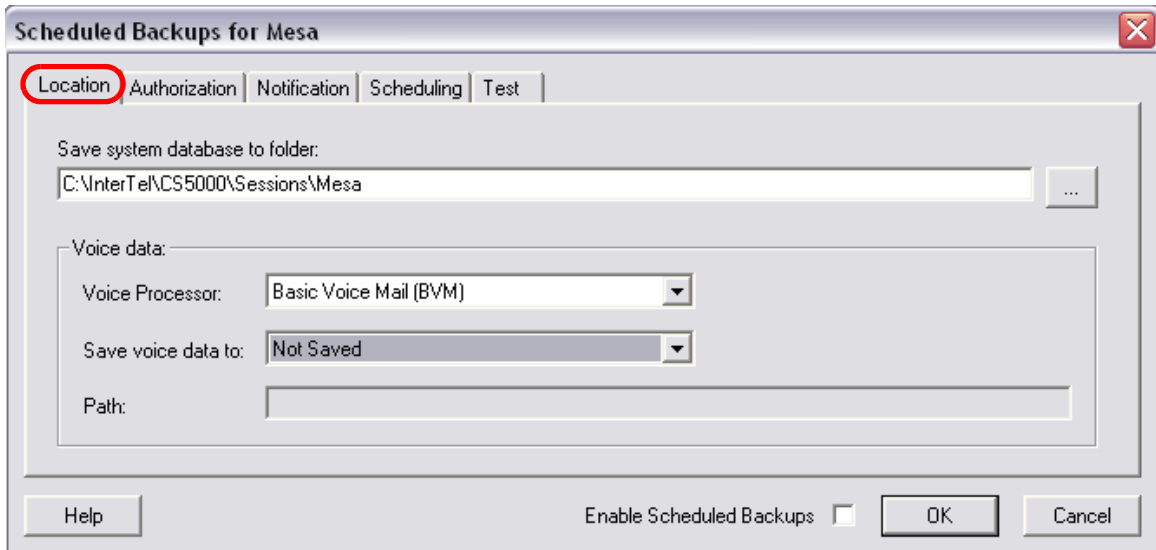 Scheduled Backups for Mesa
Location Authorization Notification Scheduling Test
Save system database to folder:
C:\InterTel\CS5000\Sessions\Mesa ...
Voice data:
Voice Processor: Basic Voice Mail (BVM)
Save voice data to: Not Saved
Path:
Help Enable Scheduled Backups OK Cancel